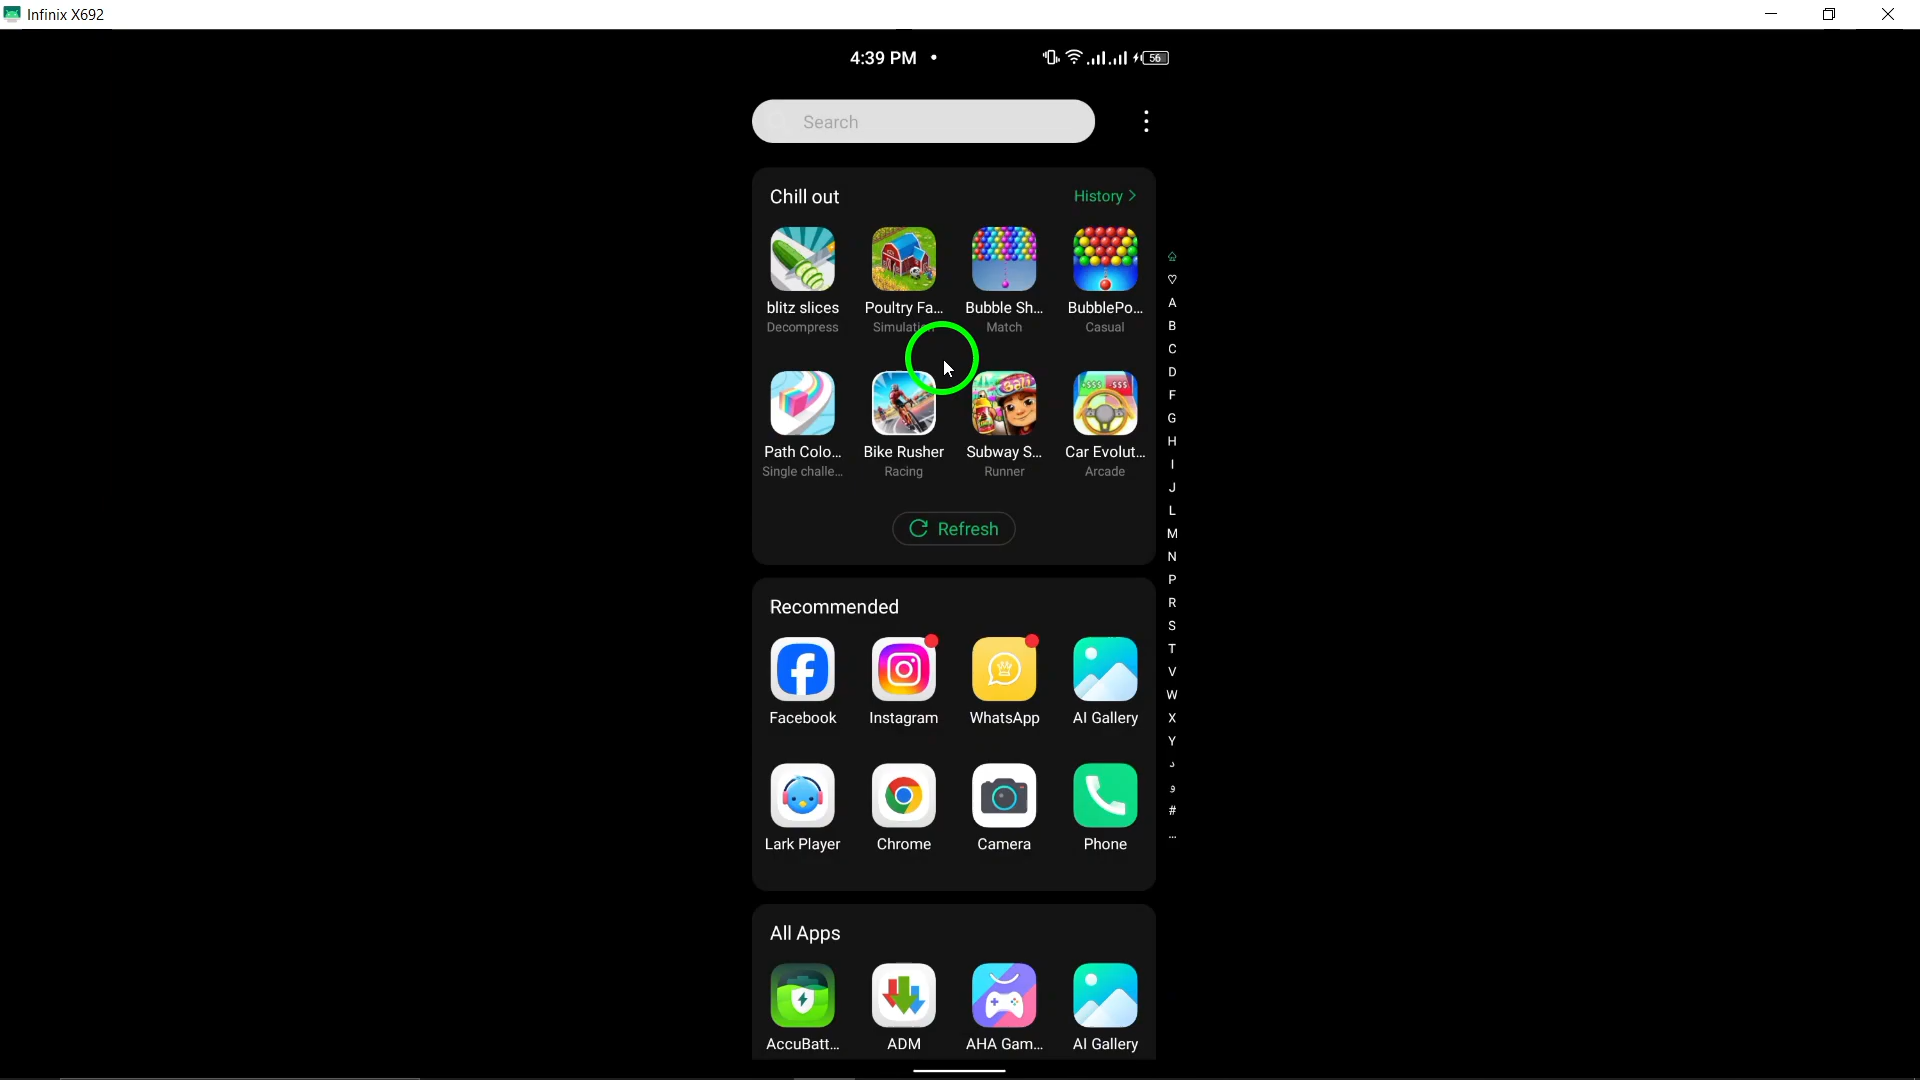 Infinix X692
4:39 PM
56
Search
Chill out
History
blitz slices
Poultry Fa...
Bubble Sh...
BubblePo...
Decompress
Simulation
Match
Casual
Path Colo...
Bike Rusher
Subway S...
Car Evolut...
Single challe...
Racing
Runner
Arcade
Refresh
Recommended
Facebook
Instagram
WhatsApp
AI Gallery
Lark Player
Chrome
Camera
Phone
All Apps
AccuBatt...
ADM
AHA Gam...
AI Gallery
A
B
C
D
F
G
H
I
J
L
M
N
P
R
S
T
V
W
X
Y
د
و
#
...